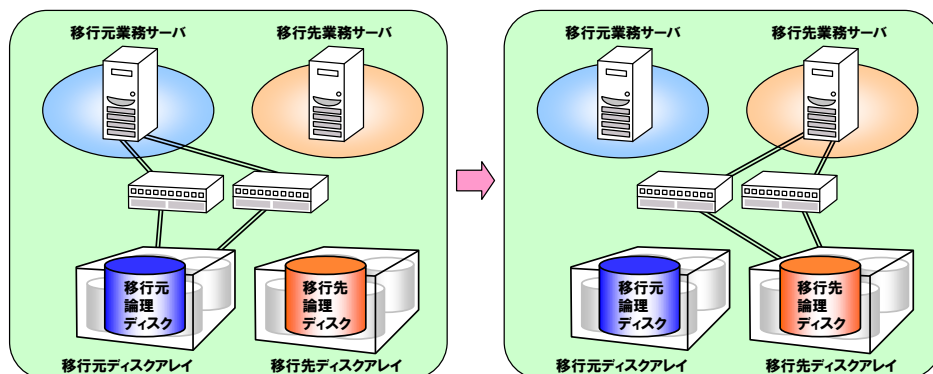 移行元業務サーバ
移行先業務サーバ
移行元
論理
ディスク
移行先
論理
ディスク
移行元ディスクアレイ
移行先ディスクアレイ
移行元業務サーバ
移行先業務サーバ
移行元
論理
ディスク
移行先
論理
ディスク
移行元ディスクアレイ
移行先ディスクアレイ